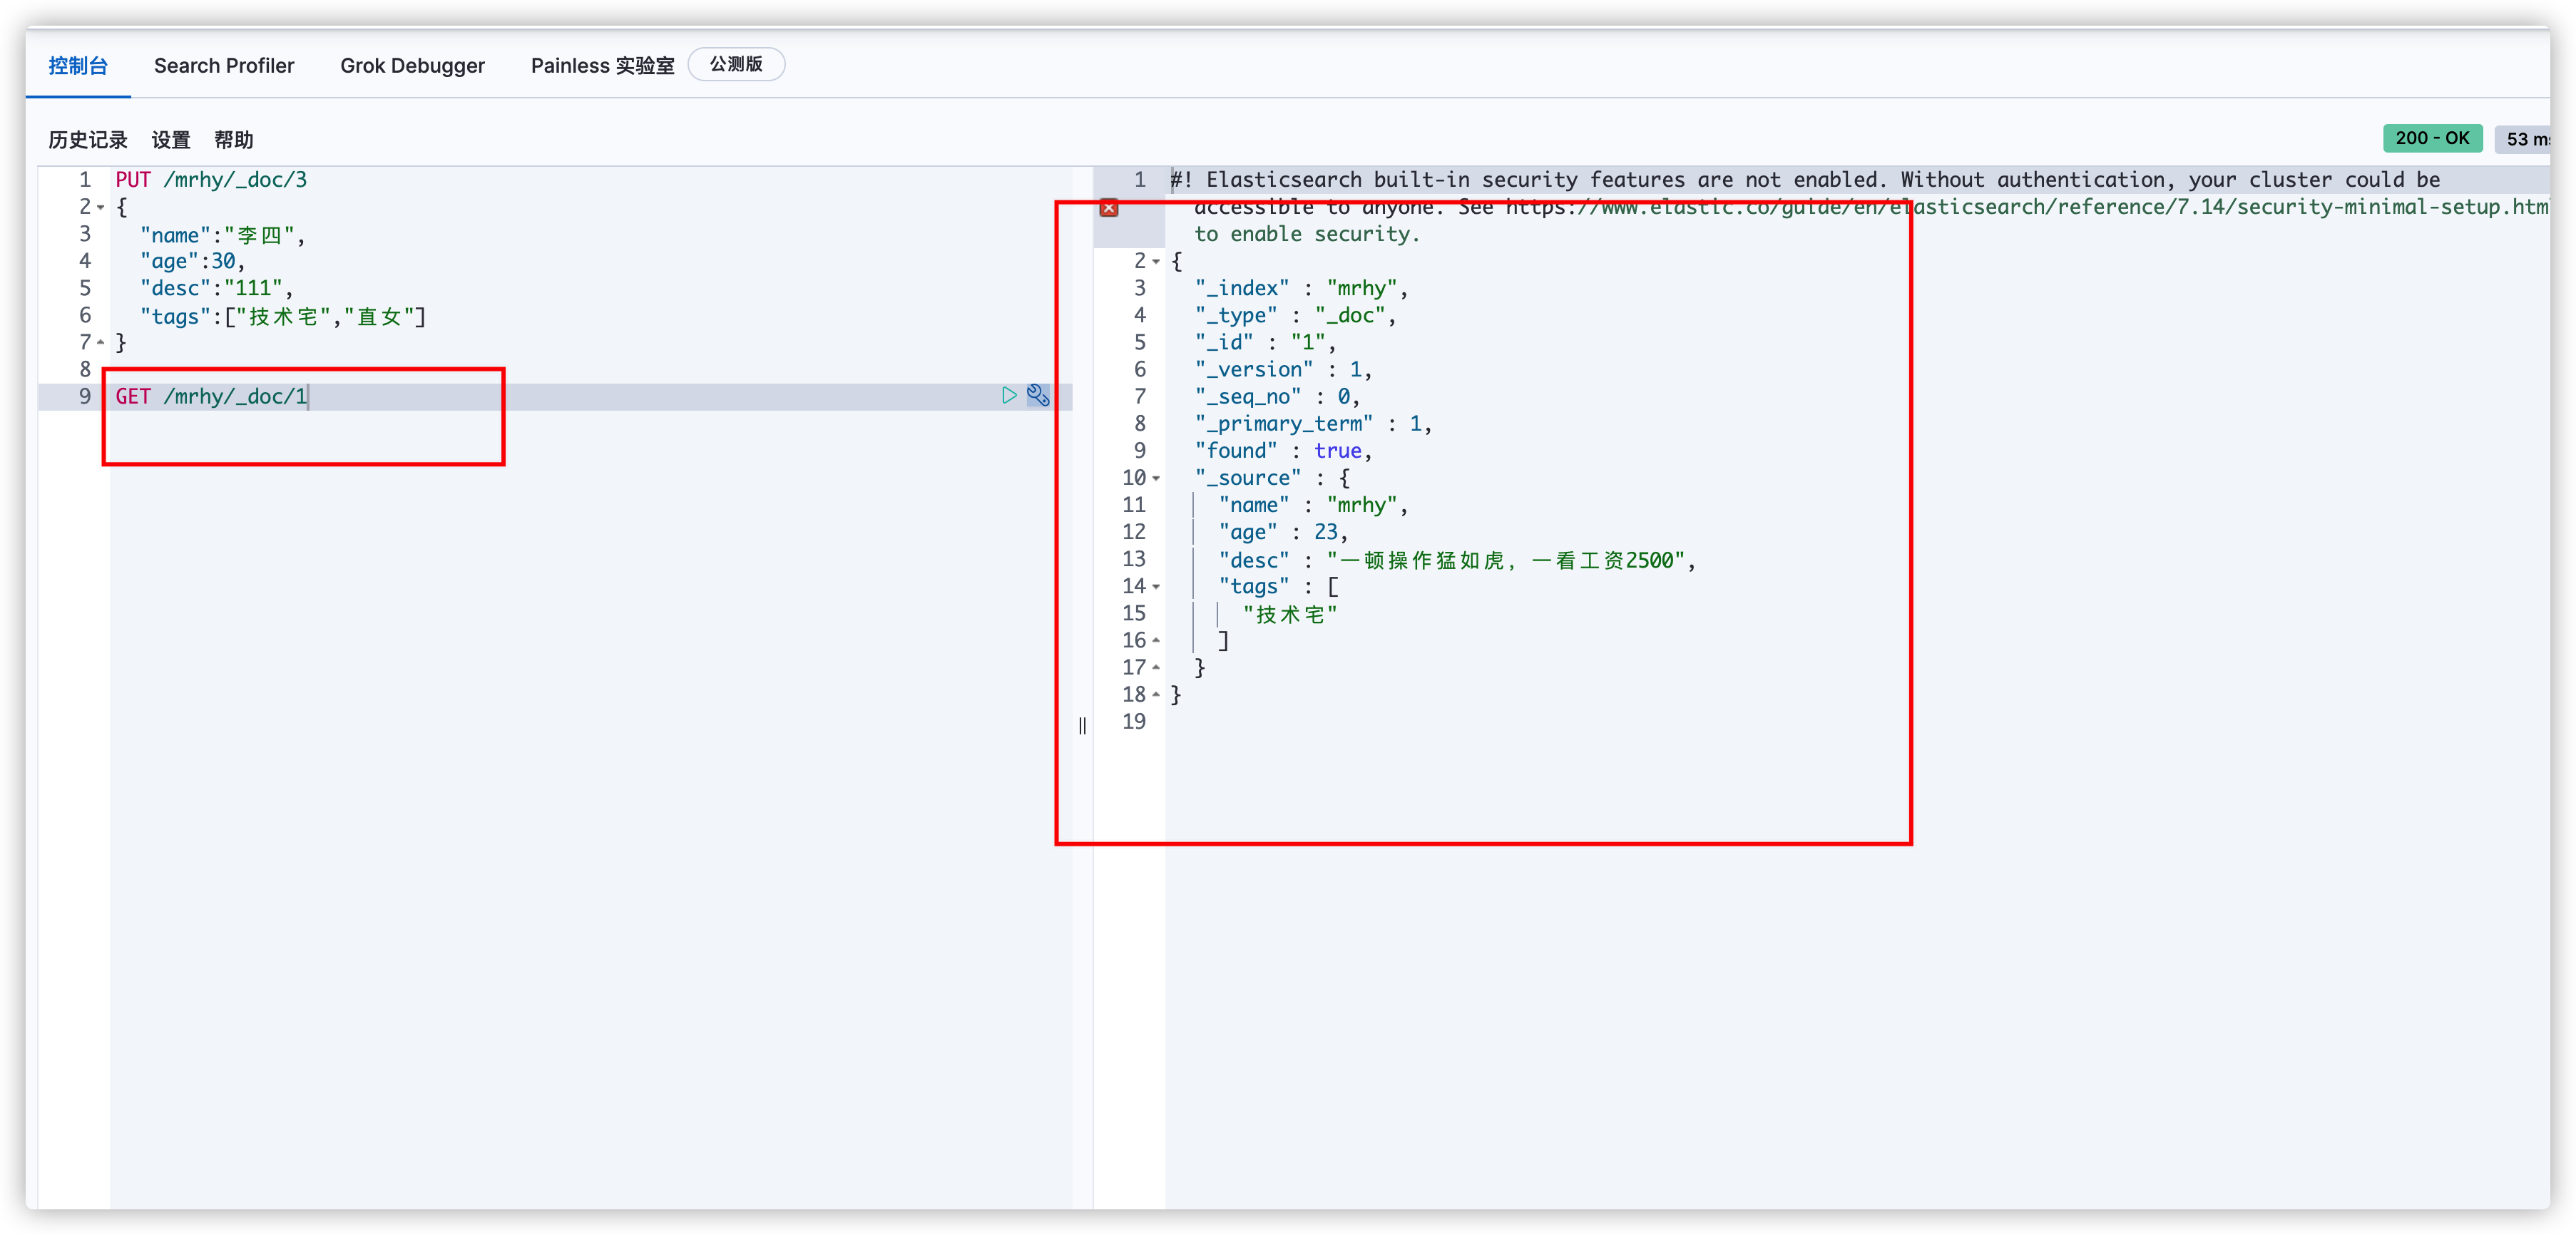 控制台 Search Profiler Grok Debugger Painless 实验室 公测版
历史记录 设置 帮助
200 - OK 53 ms
1 PUT /mrhy/_doc/3
2 {
3 "name":"李四",
4 "age":30,
5 "desc":"111",
6 "tags":["技术宅","直女"]
7 }
8
9 GET /mrhy/_doc/1
1 #! Elasticsearch built-in security features are not enabled. Without authentication, your cluster could be
accessible to anyone. See https://www.elastic.co/guide/en/elasticsearch/reference/7.14/security-minimal-setup.html
to enable security.
2 {
3 "_index" : "mrhy",
4 "_type" : "_doc",
5 "_id" : "1",
6 "_version" : 1,
7 "_seq_no" : 0,
8 "_primary_term" : 1,
9 "found" : true,
10 "_source" : {
11 "name" : "mrhy",
12 "age" : 23,
13 "desc" : "一顿操作猛如虎，一看工资2500",
14 "tags" : [
15 "技术宅"
16 ]
17 }
18 }
19